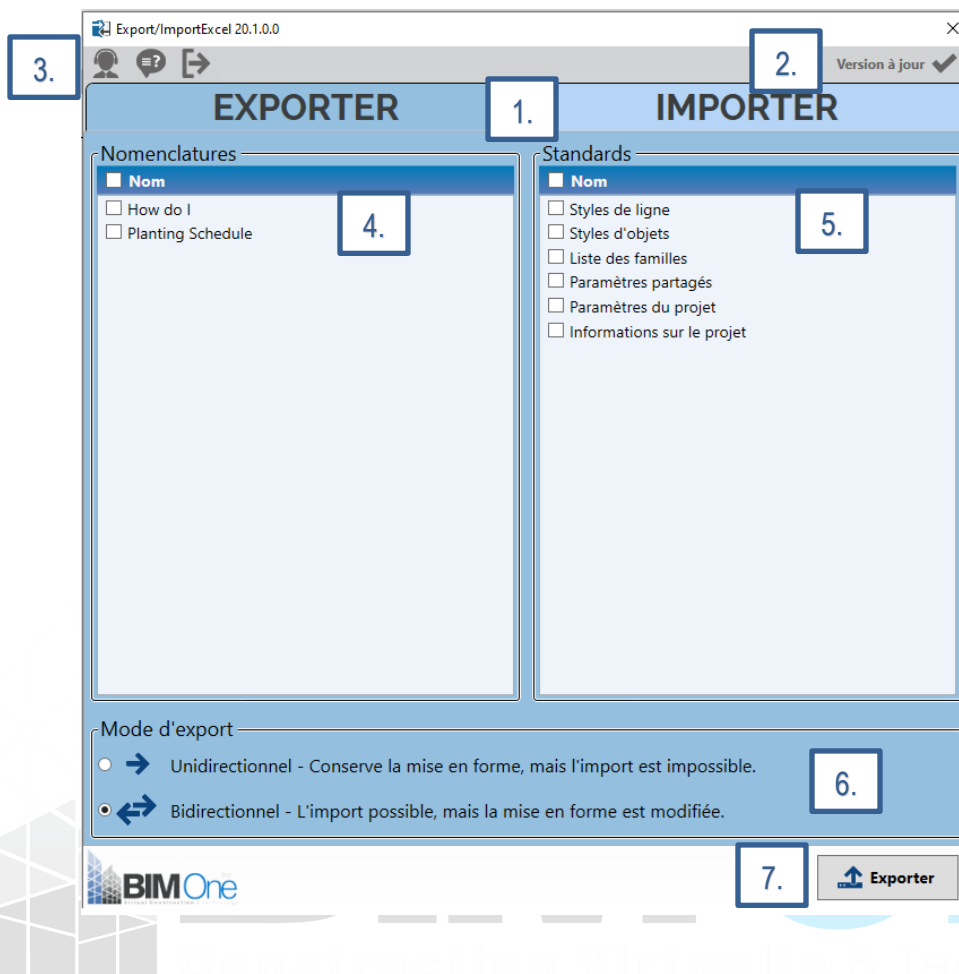 Export/ImportExcel 20.1.0.0
3.
2.
Version à jour
EXPORTER
1.
IMPORTER
Nomenclatures
Nom
How do I
Planting Schedule
4.
Standards
Nom
Styles de ligne
Styles d'objets
Liste des familles
Paramètres partagés
Paramètres du projet
Informations sur le projet
5.
Mode d'export
Unidirectionnel - Conserve la mise en forme, mais l'import est impossible.
Bidirectionnel - L'import possible, mais la mise en forme est modifiée.
6.
BIM One
7.
Exporter